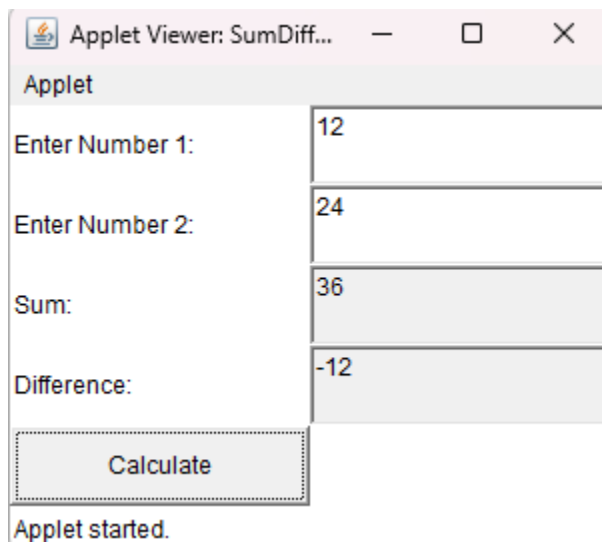 Applet Viewer: SumDiff...
Applet
Enter Number 1: 12
Enter Number 2: 24
Sum: 36
Difference: -12
Calculate
Applet started.